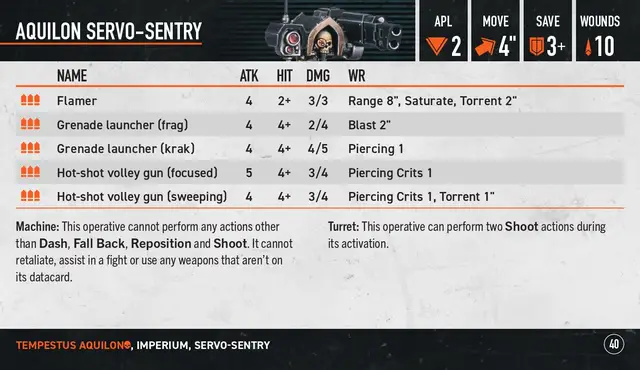 AQUILON SERVO-SENTRY
APL
2
MOVE
4"
SAVE
3+
WOUNDS
10
NAME ATK HIT DMG WR
Flamer 4 2+ 3/3 Range 8", Saturate, Torrent 2"
Grenade launcher (frag) 4 4+ 2/4 Blast 2"
Grenade launcher (krak) 4 4+ 4/5 Piercing 1
Hot-shot volley gun (focused) 5 4+ 3/4 Piercing Crits 1
Hot-shot volley gun (sweeping) 4 4+ 3/4 Piercing Crits 1, Torrent 1"
Machine: This operative cannot perform any actions other
than Dash, Fall Back, Reposition and Shoot. It cannot
retaliate, assist in a fight or use any weapons that aren't on
its datacard.
Turret: This operative can perform two Shoot actions during
its activation.
TEMPESTUS AQUILON, IMPERIUM, SERVO-SENTRY
40